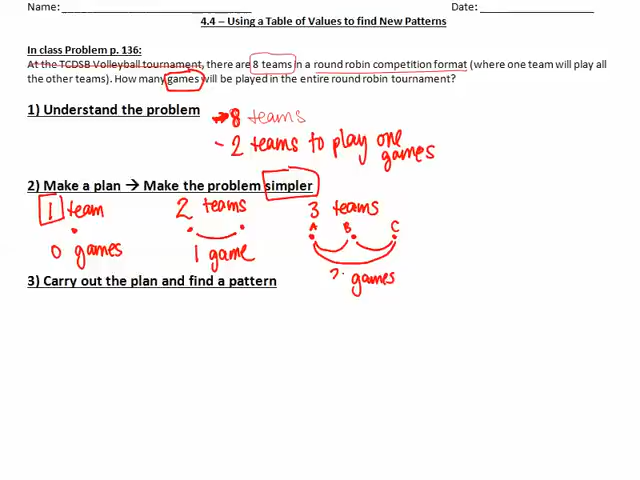 Name: Date:
4.4 – Using a Table of Values to find New Patterns
In class Problem p. 136:
At the TCDSB Volleyball tournament, there are 8 teams in a round robin competition format (where one team will play all
the other teams). How many games will be played in the entire round robin tournament?
1) Understand the problem
→8 teams
- 2 teams to play one
games
2) Make a plan → Make the problem simpler
1 team 2 teams 3 teams
A B C
0 games 1 game
games
3) Carry out the plan and find a pattern